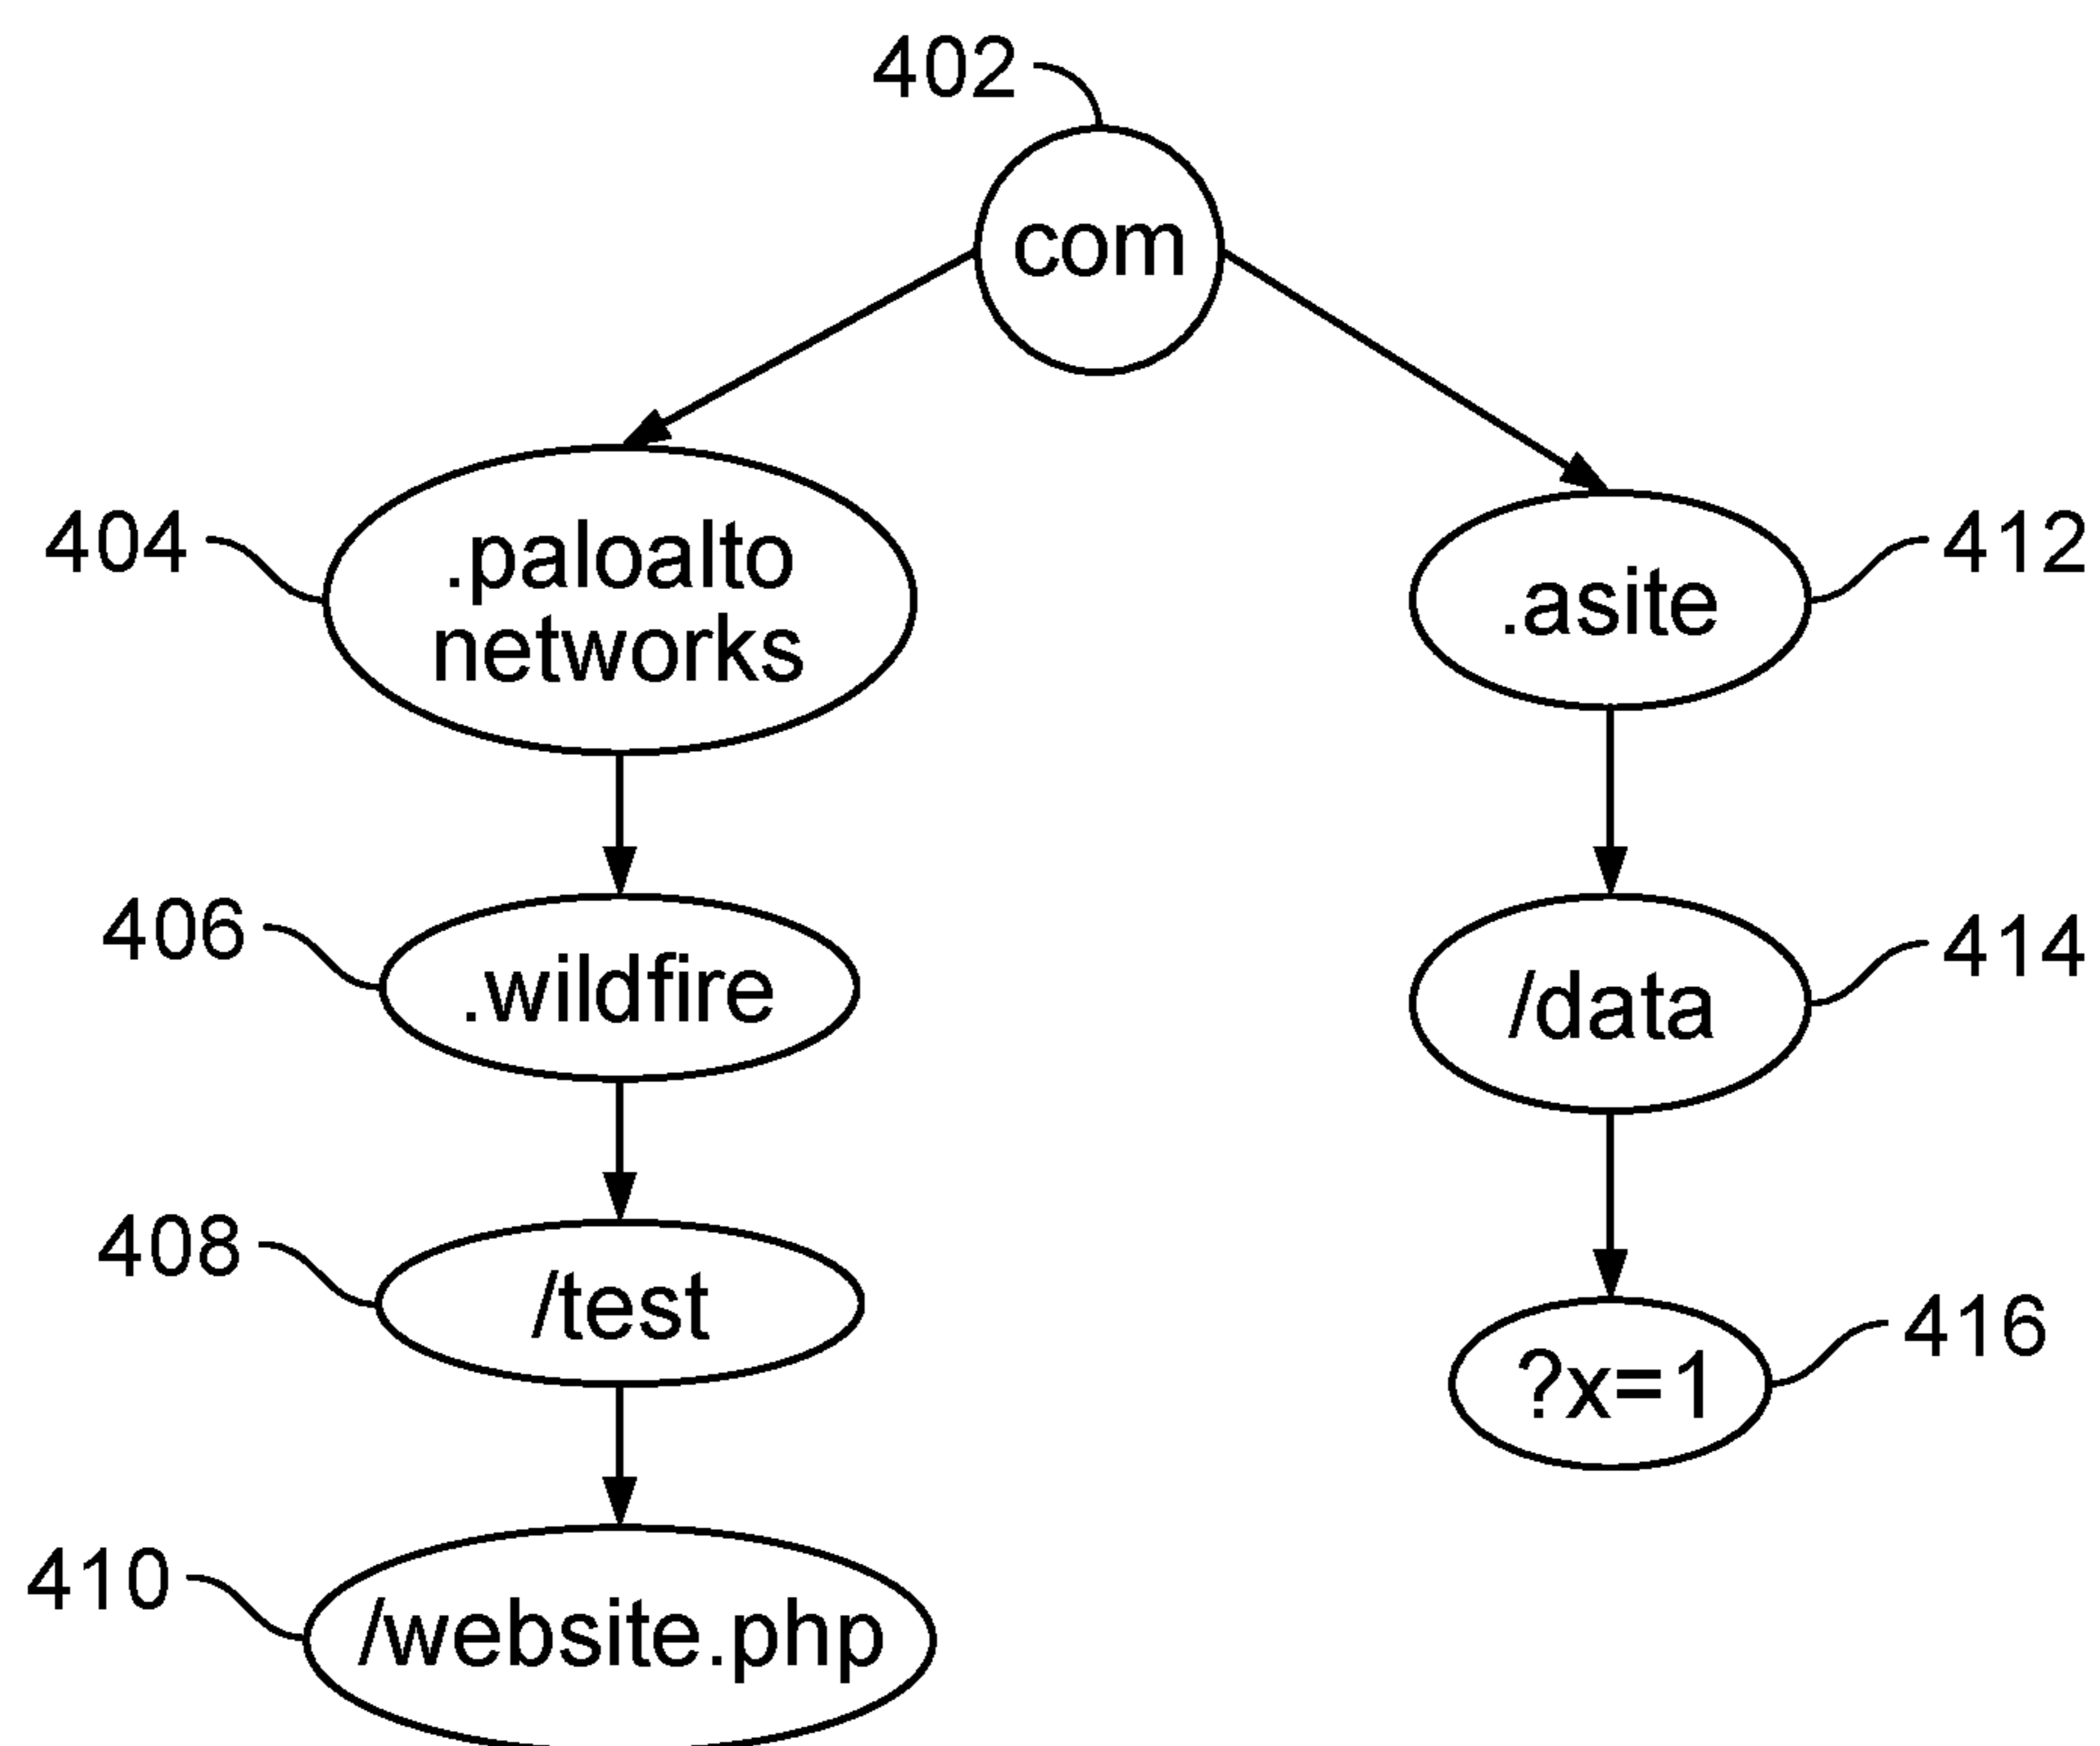 402
com
404
.paloalto
networks
412
.asite
406
.wildfire
414
/data
408
/test
416
?x=1
410
/website.php